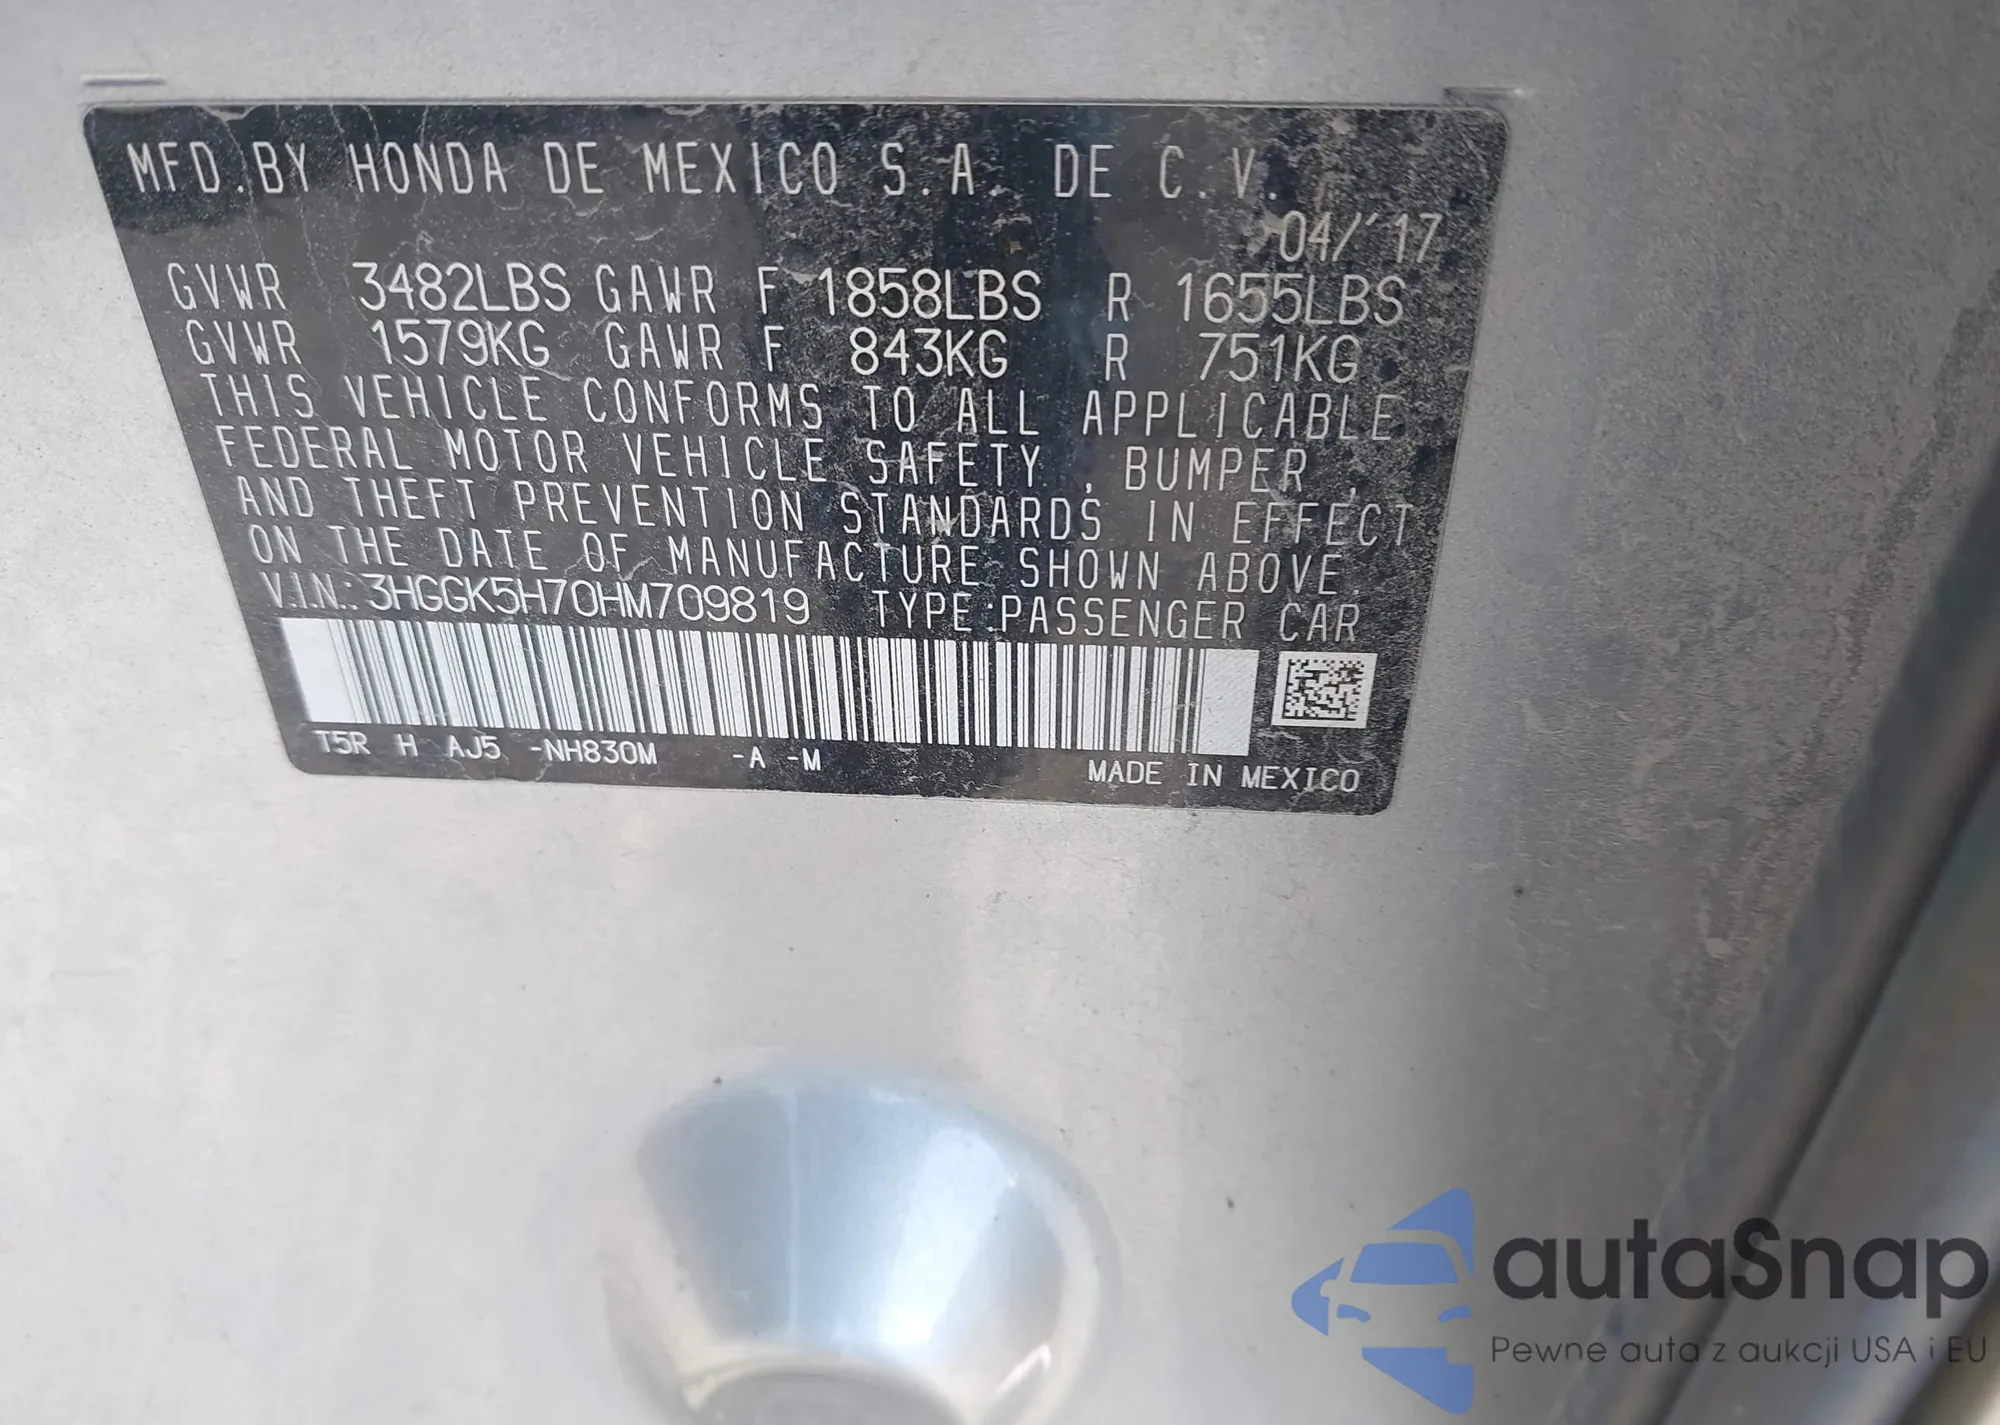 MFD.BY HONDA DE MEXICO S.A. DE C.V.
04/'17
GVWR 3482LBS GAWR F 1858LBS R 1655LBS
GVWR 1579KG GAWR F 843KG R 751KG
THIS VEHICLE CONFORMS TO ALL APPLICABLE
FEDERAL MOTOR VEHICLE SAFETY , BUMPER ,
AND THEFT PREVENTION STANDARDS IN EFFECT
ON THE DATE OF MANUFACTURE SHOWN ABOVE.
V.I.N.: 3HGGK5H70HM709819 TYPE:PASSENGER CAR
T5R H AJ5 -NH830M -A -M
MADE IN MEXICO
autaSnap
Pewne auta z aukcji USA i EU